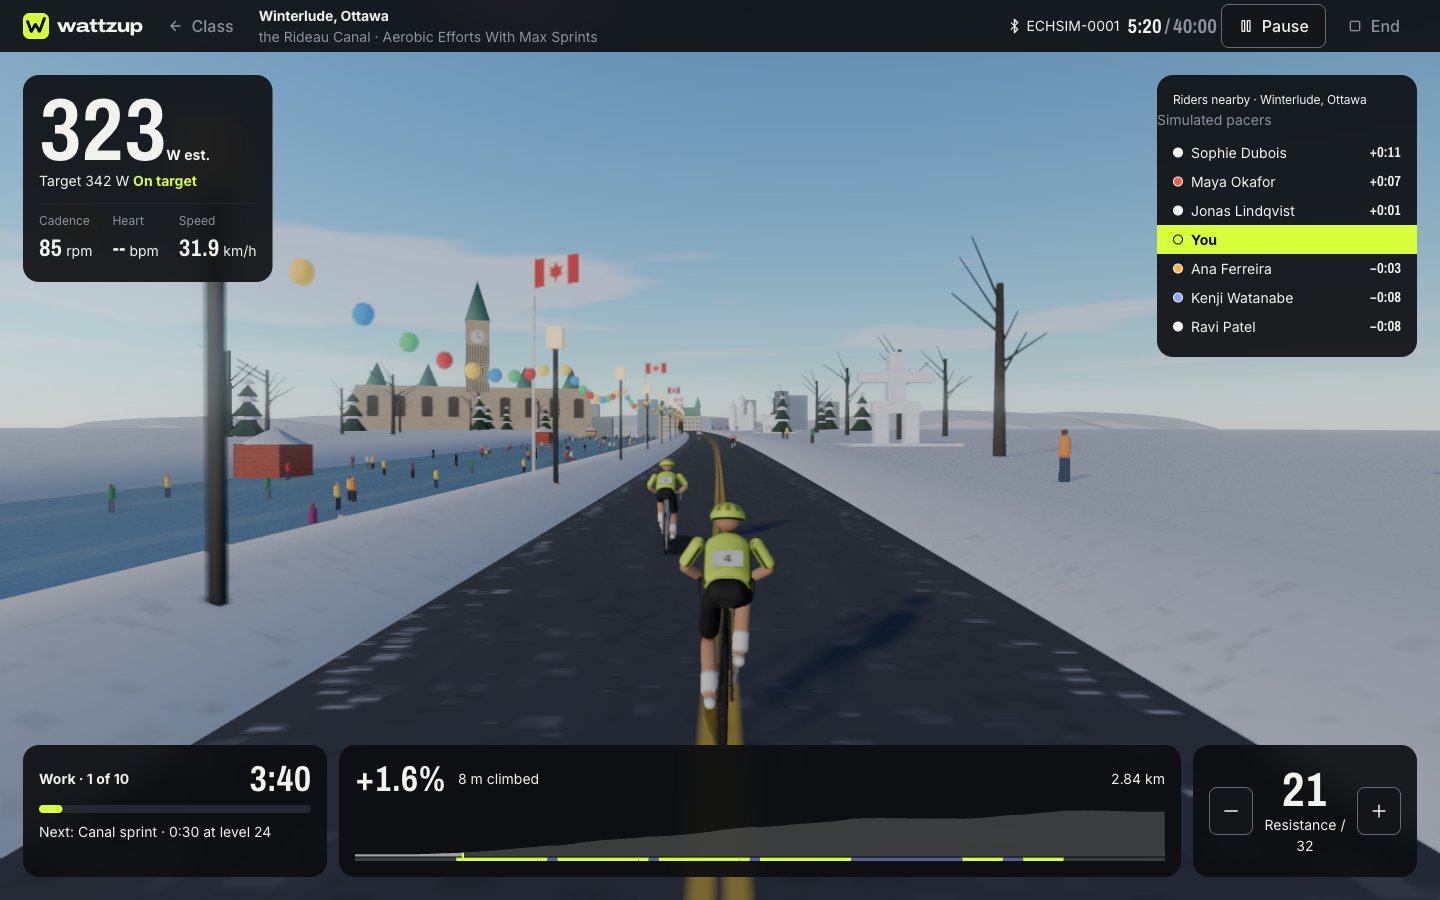 wattzup
Class
Winterlude, Ottawa
the Rideau Canal · Aerobic Efforts With Max Sprints
ECHSIM-0001
5:20 / 40:00
Pause
End
323 W est.
Target 342 W On target
Cadence Heart Speed
85 rpm -- bpm 31.9 km/h
Riders nearby · Winterlude, Ottawa
Simulated pacers
Sophie Dubois +0:11
Maya Okafor +0:07
Jonas Lindqvist +0:01
You
Ana Ferreira −0:03
Kenji Watanabe −0:08
Ravi Patel −0:08
4
Work · 1 of 10 3:40
Next: Canal sprint · 0:30 at level 24
+1.6% 8 m climbed 2.84 km
21
Resistance /
32